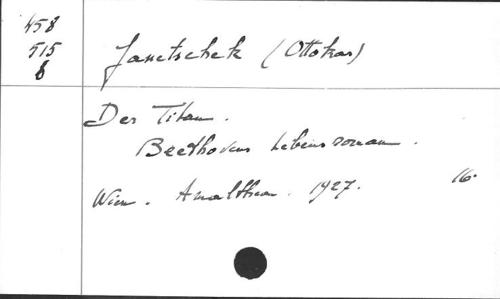 458
515
b
Janetschek (Ottokar)
Der Titan.
Beethovens Lebensroman.
Wien. Amalthea. 1927. 16.